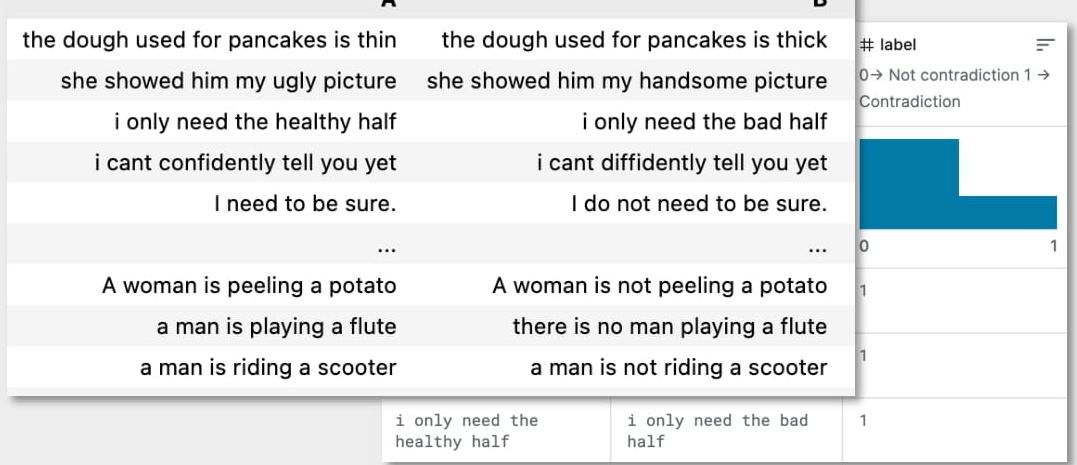 A B
the dough used for pancakes is thin the dough used for pancakes is thick
she showed him my ugly picture she showed him my handsome picture
i only need the healthy half i only need the bad half
i cant confidently tell you yet i cant diffidently tell you yet
I need to be sure. I do not need to be sure.
... ...
A woman is peeling a potato A woman is not peeling a potato
a man is playing a flute there is no man playing a flute
a man is riding a scooter a man is not riding a scooter
# label
0→ Not contradiction 1 →
Contradiction
0 1
1
1
i only need the i only need the bad 1
healthy half half